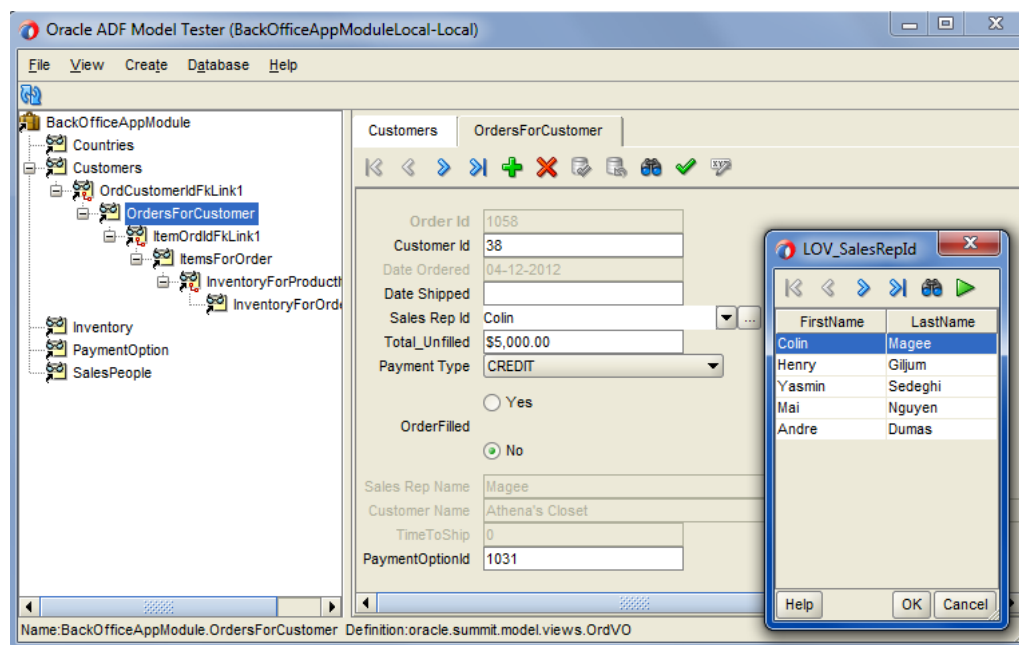 Oracle ADF Model Tester (BackOfficeAppModuleLocal-Local)
File View Create Database Help
BackOfficeAppModule
Countries
Customers
OrdCustomerIdFkLink1
OrdersForCustomer
ItemOrdIdFkLink1
ItemsForOrder
InventoryForProductI
InventoryForOrde
Inventory
PaymentOption
SalesPeople
Customers OrdersForCustomer
Order Id 1058
Customer Id 38
Date Ordered 04-12-2012
Date Shipped
Sales Rep Id Colin ...
Total_Unfilled $5,000.00
Payment Type CREDIT
Yes
OrderFilled
No
Sales Rep Name Magee
Customer Name Athena's Closet
TimeToShip 0
PaymentOptionId 1031
LOV_SalesRepId
FirstName LastName
Colin Magee
Henry Giljum
Yasmin Sedeghi
Mai Nguyen
Andre Dumas
Help OK Cancel
Name:BackOfficeAppModule.OrdersForCustomer Definition:oracle.summit.model.views.OrdVO